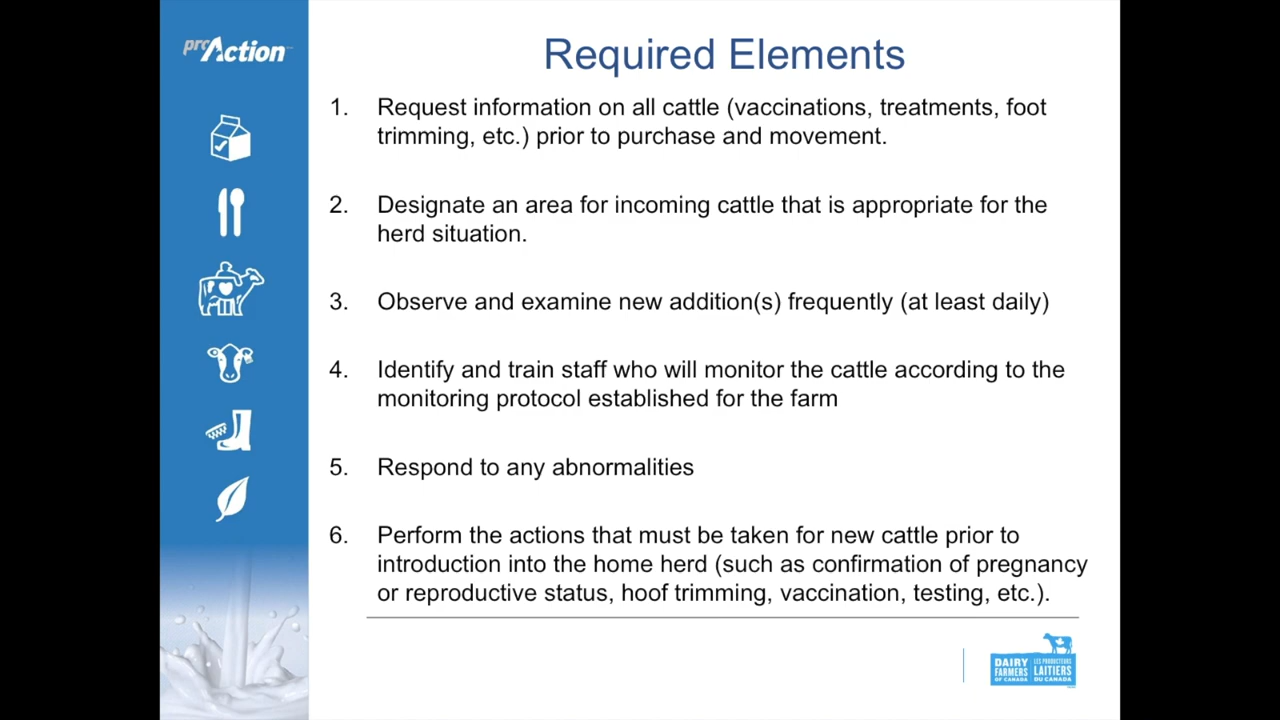 proAction
Required Elements
1. Request information on all cattle (vaccinations, treatments, foot
trimming, etc.) prior to purchase and movement.
2. Designate an area for incoming cattle that is appropriate for the
herd situation.
3. Observe and examine new addition(s) frequently (at least daily)
4. Identify and train staff who will monitor the cattle according to the
monitoring protocol established for the farm
5. Respond to any abnormalities
6. Perform the actions that must be taken for new cattle prior to
introduction into the home herd (such as confirmation of pregnancy
or reproductive status, hoof trimming, vaccination, testing, etc.).
DAIRY
FARMERS
OF CANADA
LES PRODUCTEURS
LAITIERS
DU CANADA